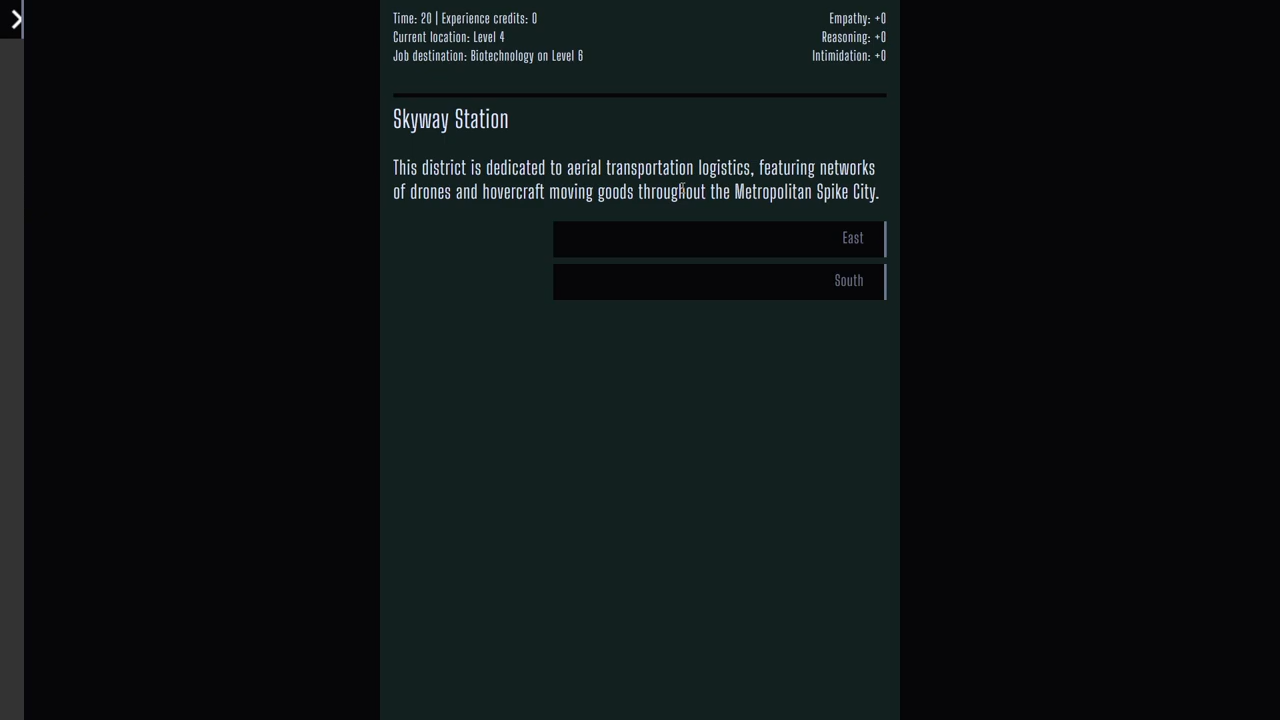 Time: 20 | Experience credits: 0
Current location: Level 4
Job destination: Biotechnology on Level 6
Empathy: +0
Reasoning: +0
Intimidation: +0
Skyway Station
This district is dedicated to aerial transportation logistics, featuring networks
of drones and hovercraft moving goods throughout the Metropolitan Spike City.
East
South